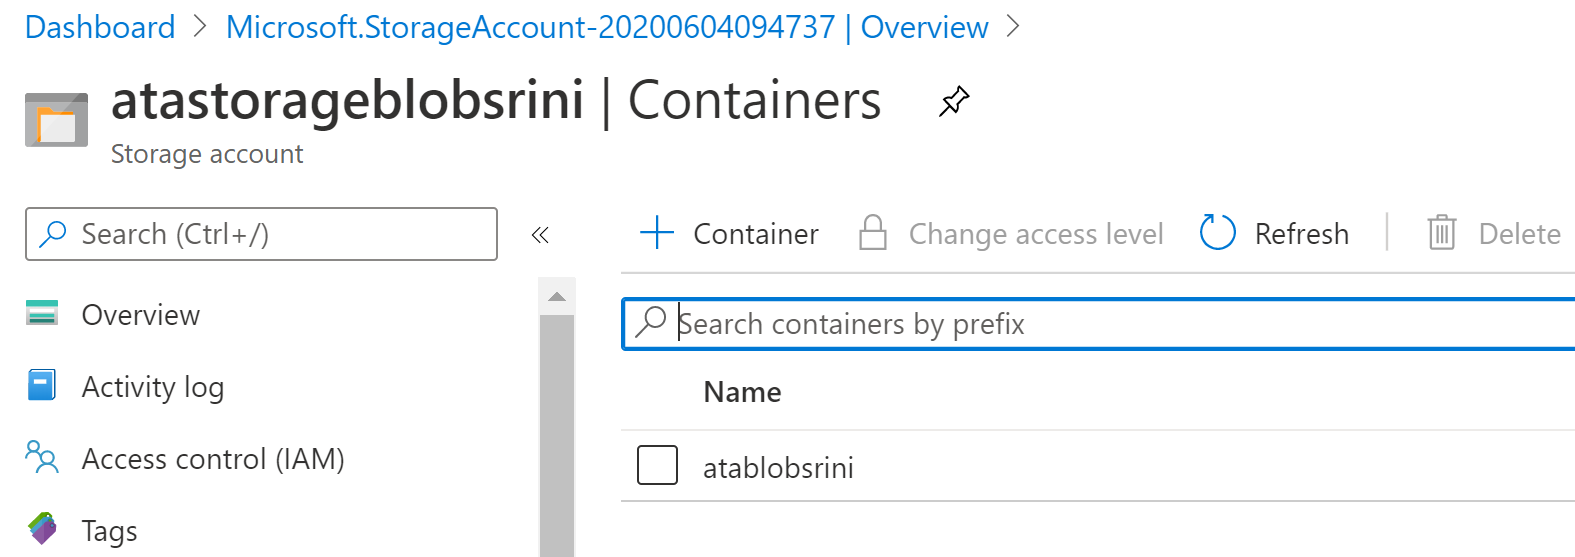 Dashboard > Microsoft.StorageAccount-20200604094737 | Overview >
atastorageblobsrini | Containers
Storage account
Search (Ctrl+/)
«
Container
Change access level
Refresh
Delete
Overview
Activity log
Access control (IAM)
Tags
Search containers by prefix
Name
atablobsrini